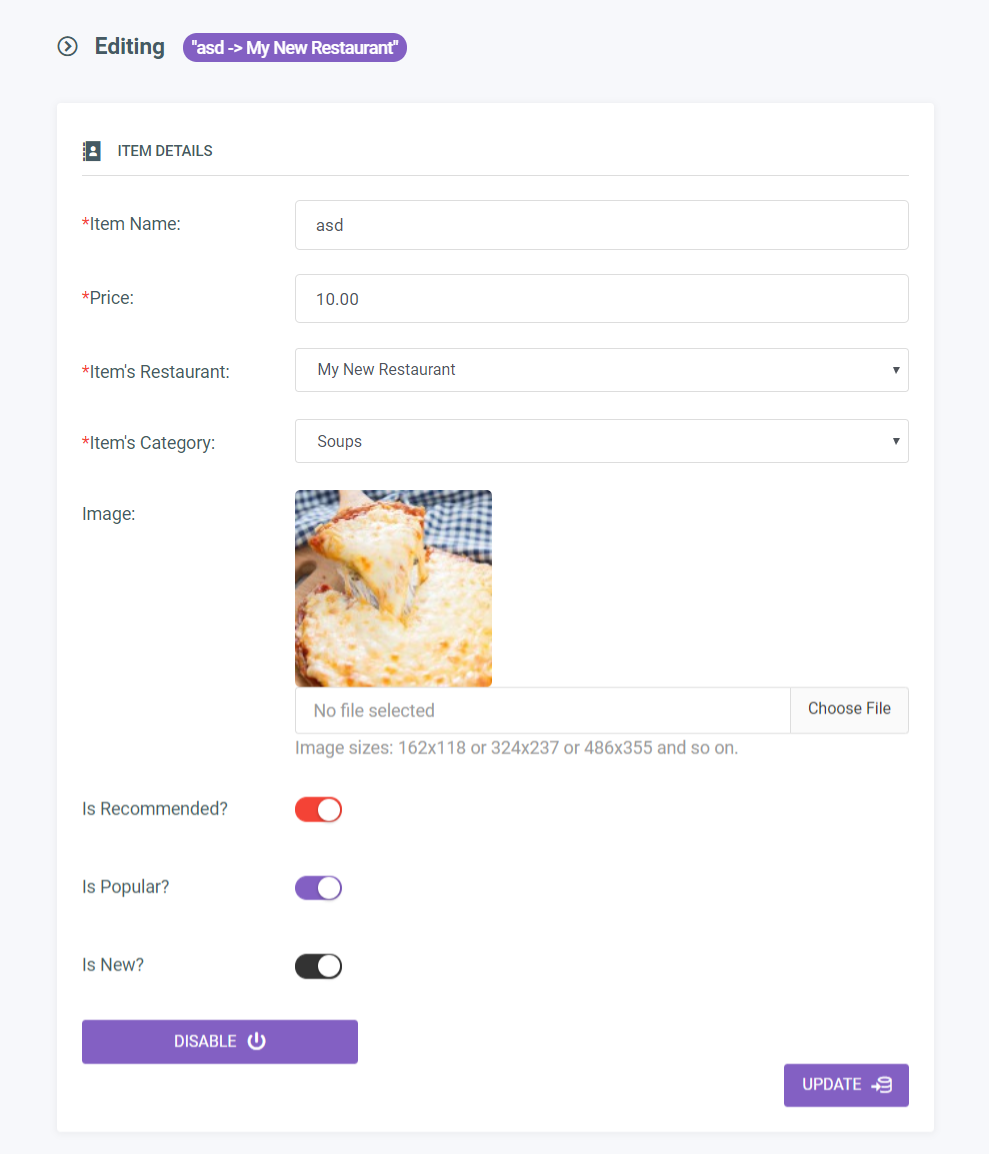 Editing "asd -> My New Restaurant"
ITEM DETAILS
*Item Name: asd
*Price: 10.00
*Item's Restaurant: My New Restaurant
*Item's Category: Soups
Image:
No file selected Choose File
Image sizes: 162x118 or 324x237 or 486x355 and so on.
Is Recommended?
Is Popular?
Is New?
DISABLE
UPDATE